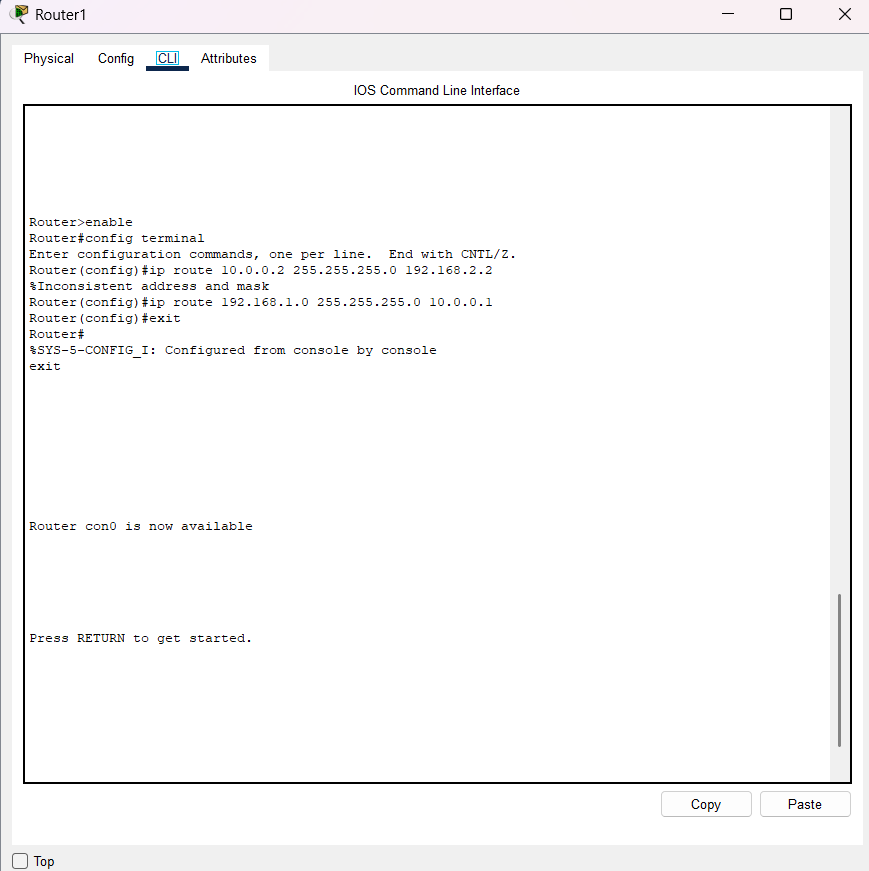 Router1
Physical Config CLI Attributes
IOS Command Line Interface
Router>enable
Router#config terminal
Enter configuration commands, one per line.  End with CNTL/Z.
Router(config)#ip route 10.0.0.2 255.255.255.0 192.168.2.2
%Inconsistent address and mask
Router(config)#ip route 192.168.1.0 255.255.255.0 10.0.0.1
Router(config)#exit
Router#
%SYS-5-CONFIG_I: Configured from console by console
exit
Router con0 is now available
Press RETURN to get started.
Copy Paste
Top